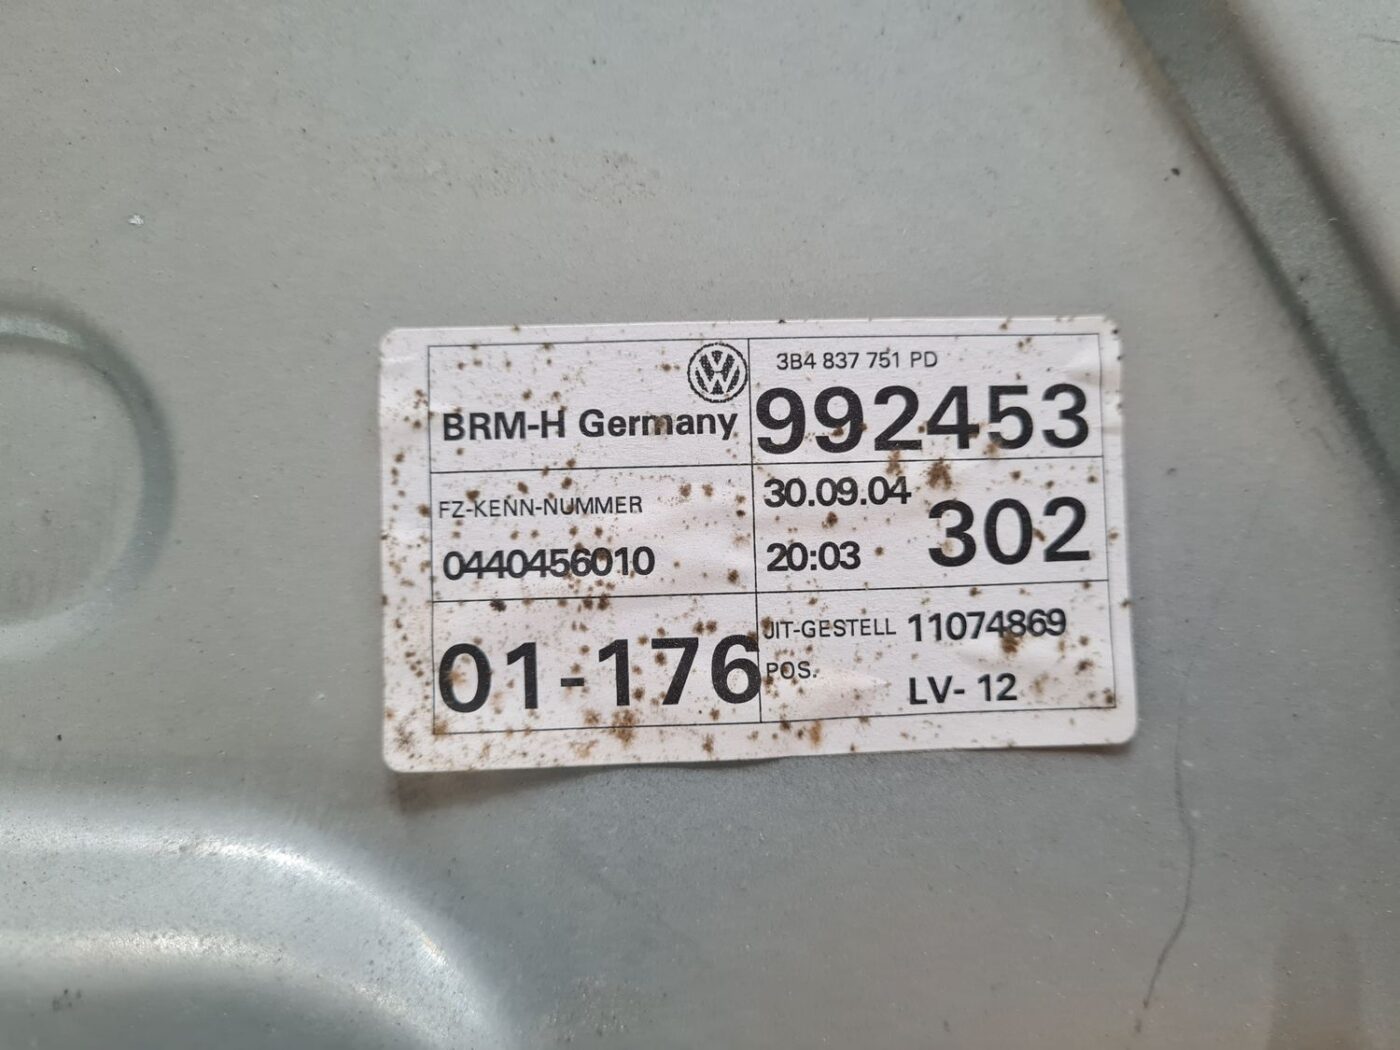 BRM-H Germany
3B4 837 751 PD
992453
FZ-KENN-NUMMER
0440456010
30.09.04
20:03
302
01-176
JIT-GESTELL 11074869
POS. LV- 12